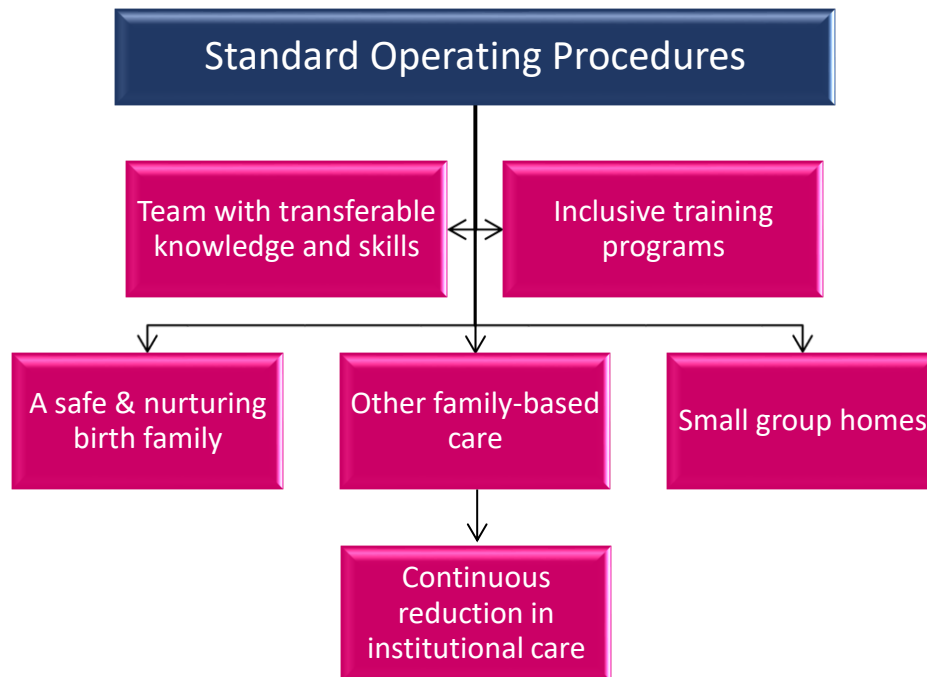 Standard Operating Procedures
Team with transferable
knowledge and skills
Inclusive training
programs
A safe & nurturing
birth family
Other family-based
care
Small group homes
Continuous
reduction in
institutional care